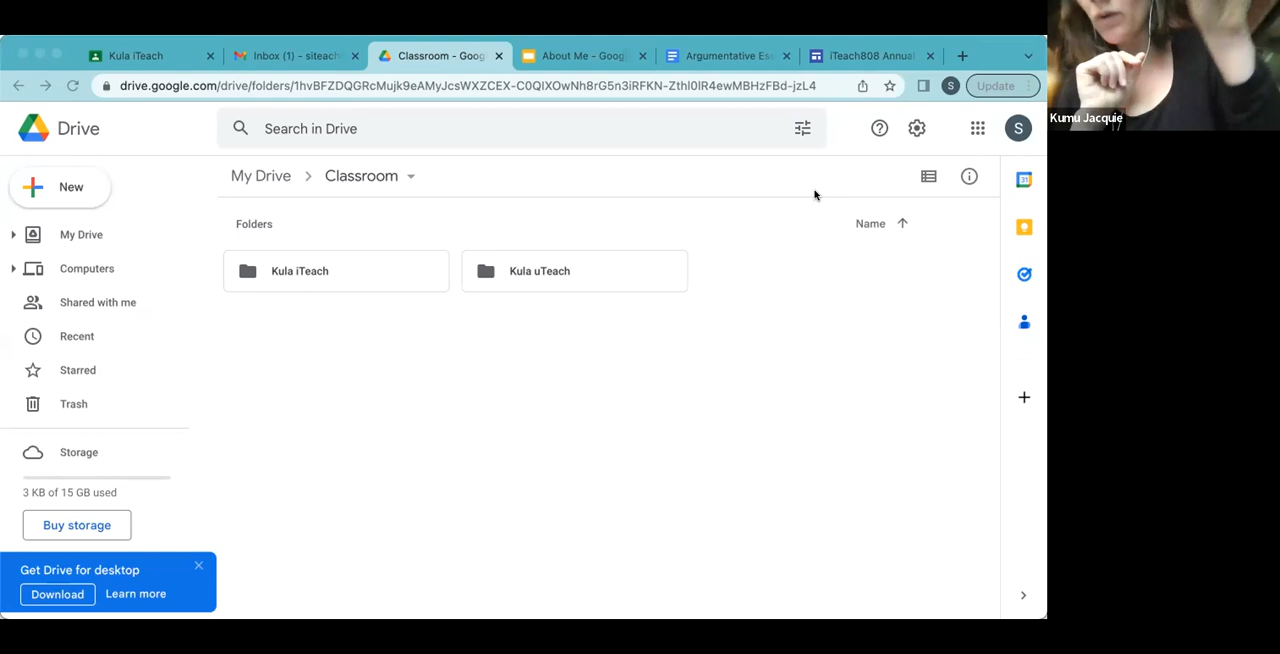 Kula iTeach
Inbox (1) - siteach
Classroom - Goog
About Me - Goog
Argumentative Es
iTeach808 Annual
drive.google.com/drive/folders/1hvBFZDQGRcMujk9eAMyJcsWXZCEX-C0QlXOwNh8rG5n3iRFKN-Zthl0lR4ewMBHzFBd-jzL4
S
Update
Kumu Jacquie
Drive
Search in Drive
S
New
My Drive
Classroom
31
My Drive
Folders
Name
Computers
Kula iTeach
Kula uTeach
Shared with me
Recent
Starred
Trash
Storage
3 KB of 15 GB used
Buy storage
Get Drive for desktop
Download
Learn more